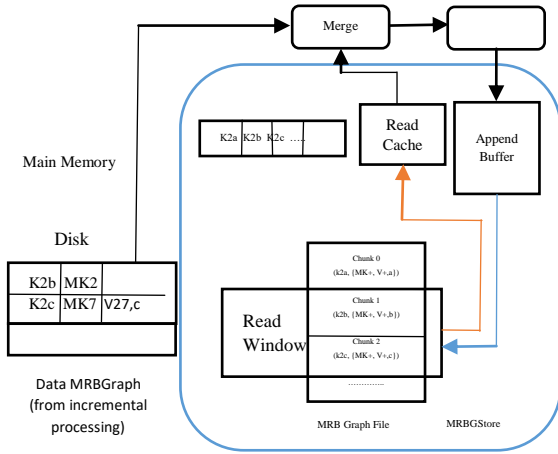 Merge
K2a K2b K2c …..
Read
Cache
Append
Buffer
Main Memory
Disk
K2b MK2
K2c MK7 V27,c
Data MRBGraph
(from incremental
processing)
Chunk 0
(k2a, {MK+, V+,a})
Chunk 1
(k2b, {MK+, V+,b})
Chunk 2
(k2c, {MK+, V+,c})
…………...
Read
Window
MRB Graph File
MRBGStore